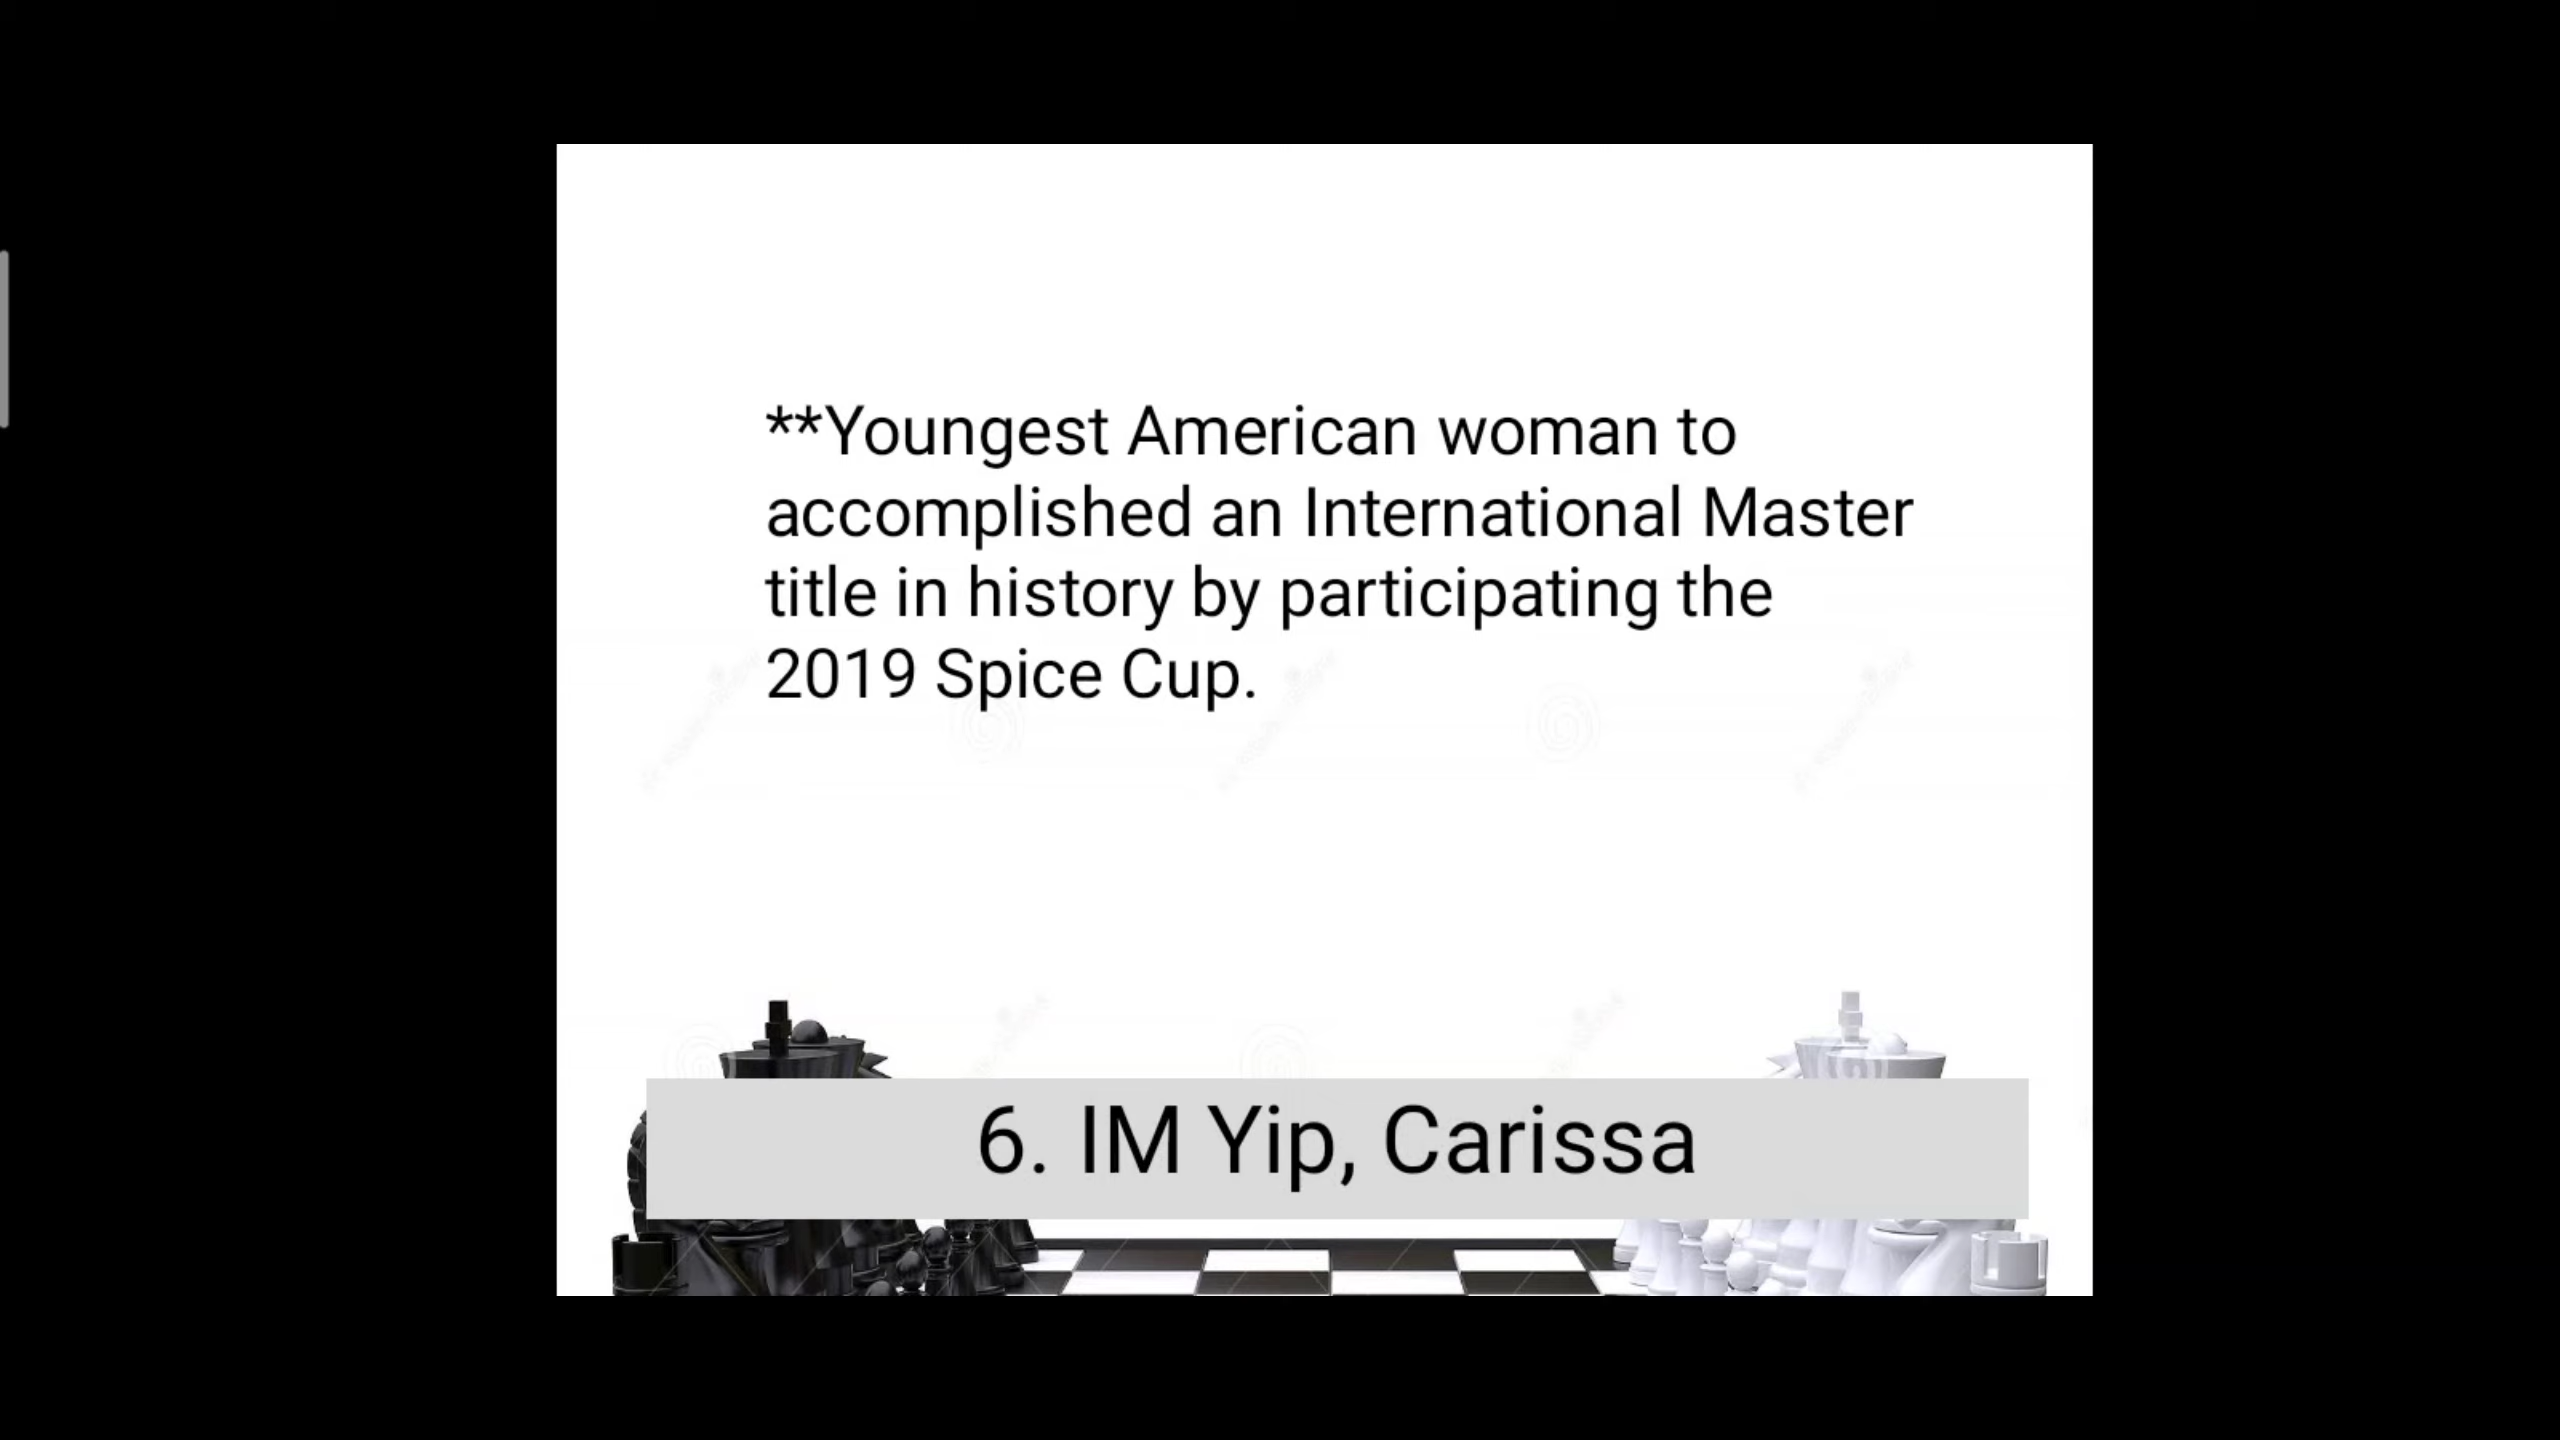 **Youngest American woman to
accomplished an International Master
title in history by participating the
2019 Spice Cup.
6. IM Yip, Carissa